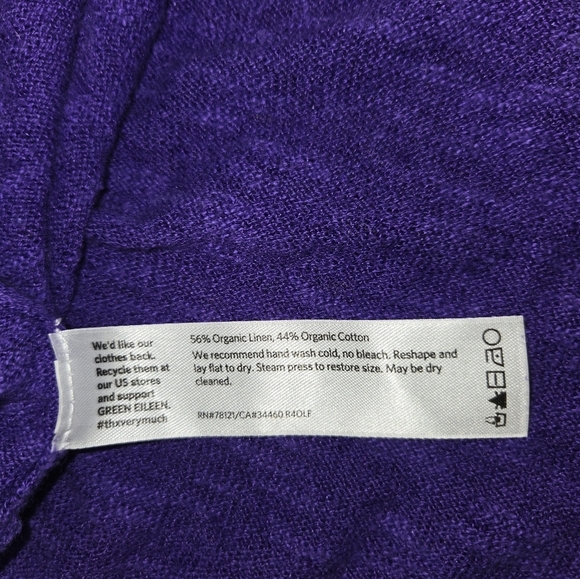 We'd like our
clothes back.
Recycle them at
our US stores
and support
GREEN EILEEN.
#thxverymuch
56% Organic Linen, 44% Organic Cotton
We recommend hand wash cold, no bleach. Reshape and
lay flat to dry. Steam press to restore size. May be dry
cleaned.
RN#78121/CA#34460 R4OLF